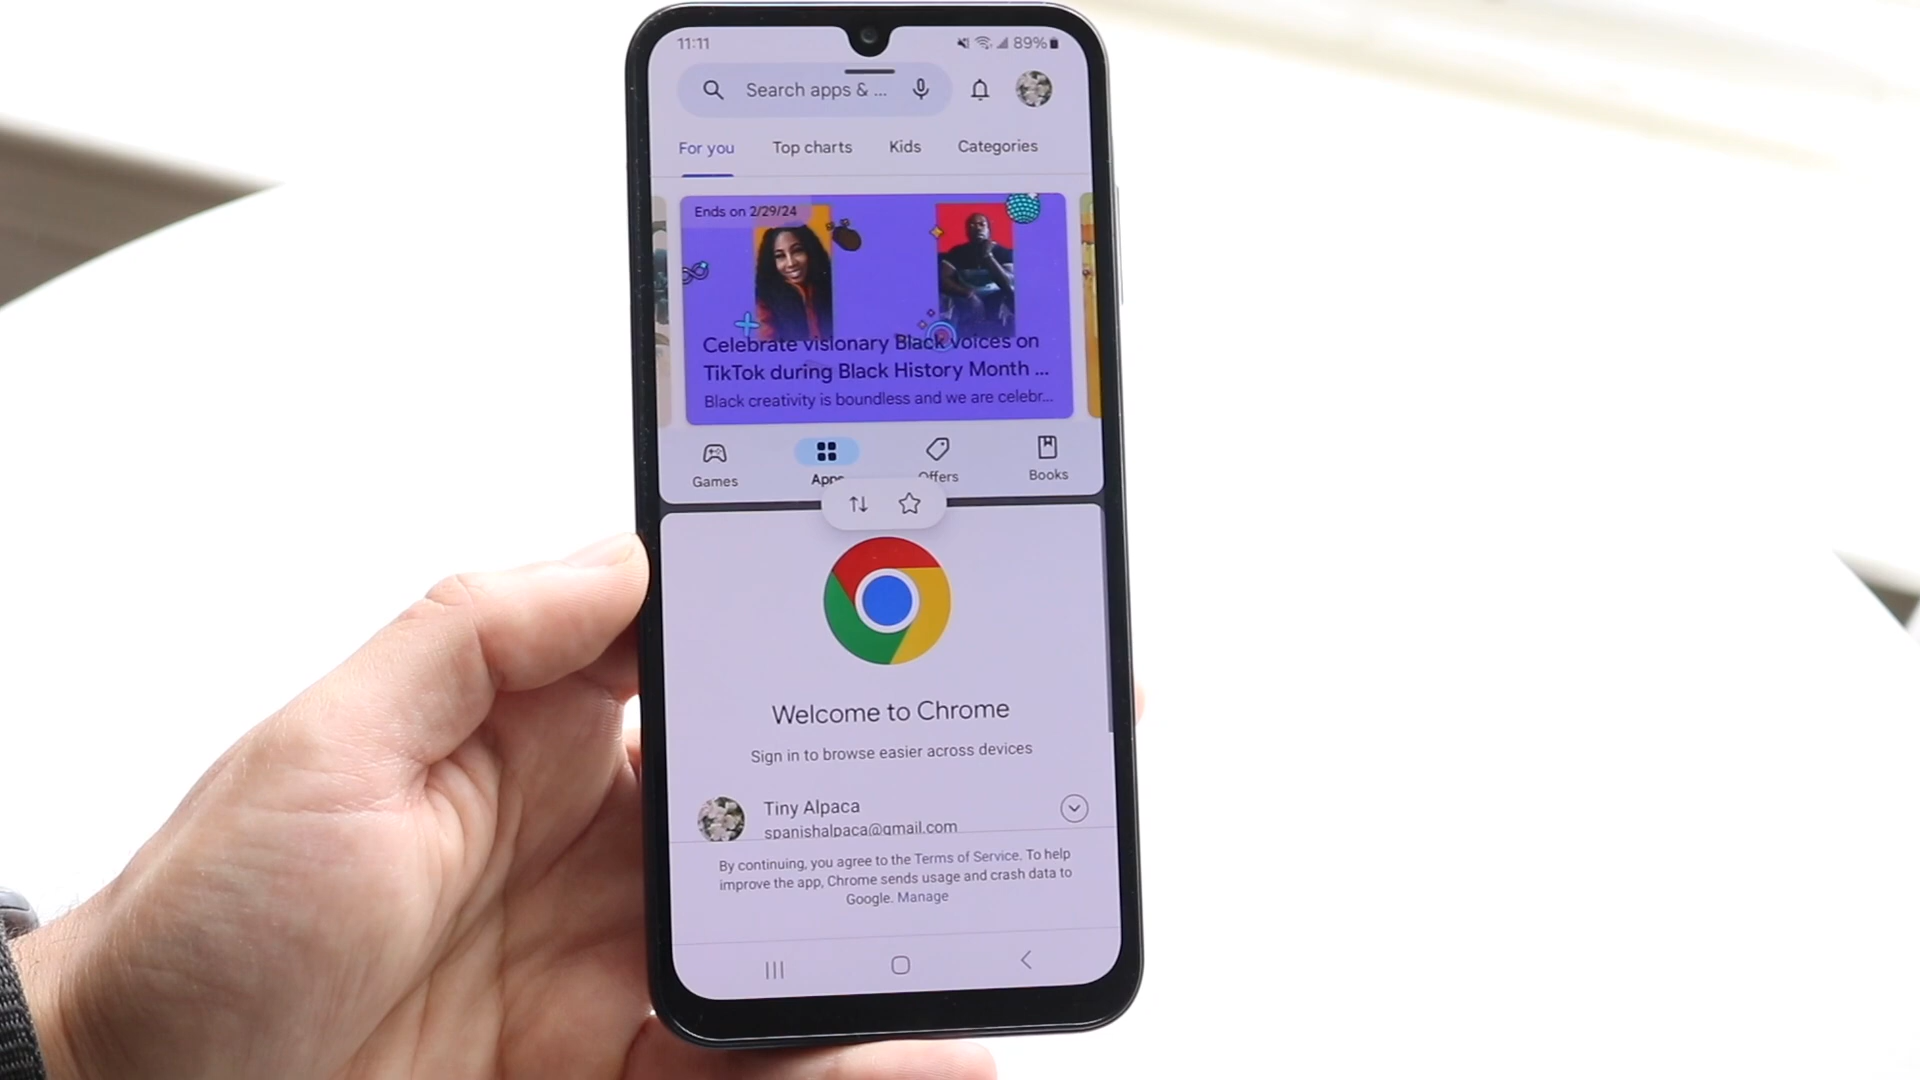 11:11
89%
Search apps & ...
For you Top charts Kids Categories
Ends on 2/29/24
Celebrate visionary Black voices on
TikTok during Black History Month ...
Black creativity is boundless and we are celebr...
Games Apps Offers Books
Welcome to Chrome
Sign in to browse easier across devices
Tiny Alpaca
spanishalpaca@gmail.com
By continuing, you agree to the Terms of Service. To help
improve the app, Chrome sends usage and crash data to
Google. Manage